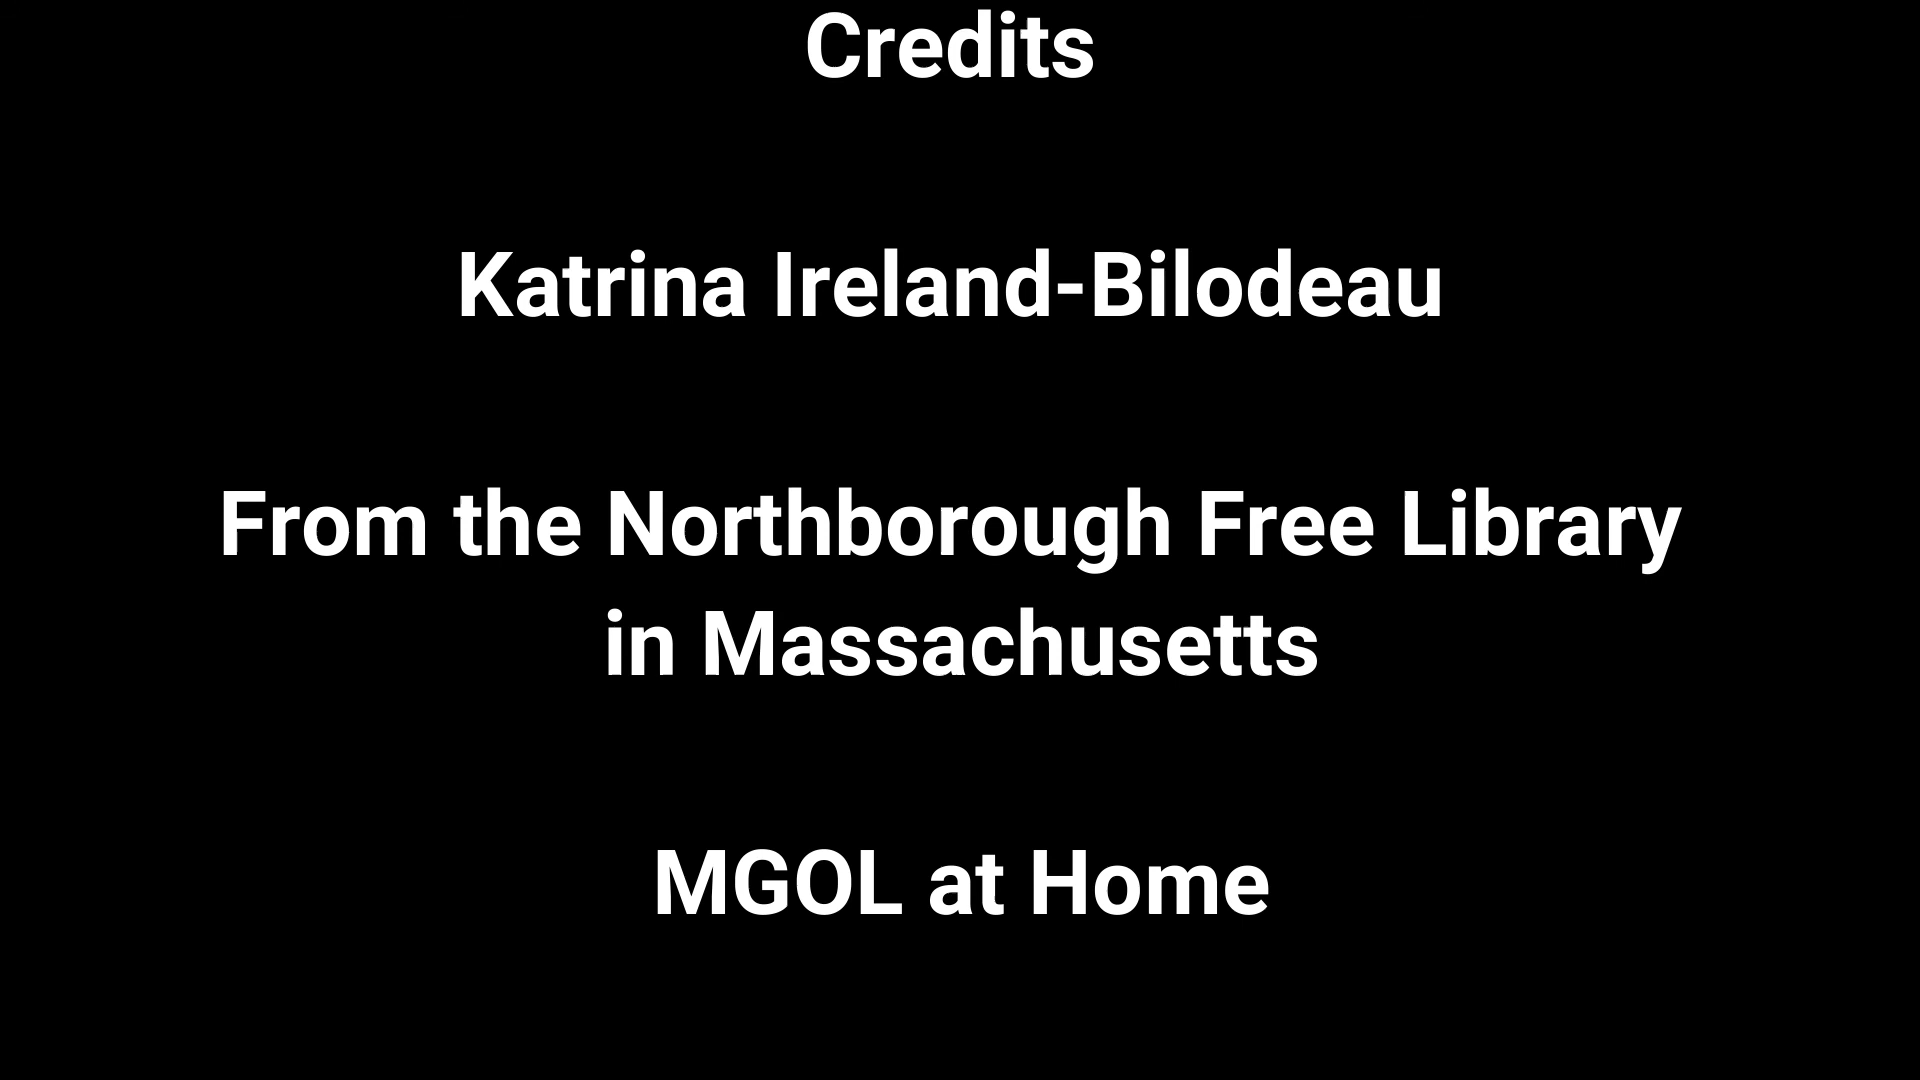 Credits
Katrina Ireland-Bilodeau
From the Northborough Free Library
in Massachusetts
MGOL at Home